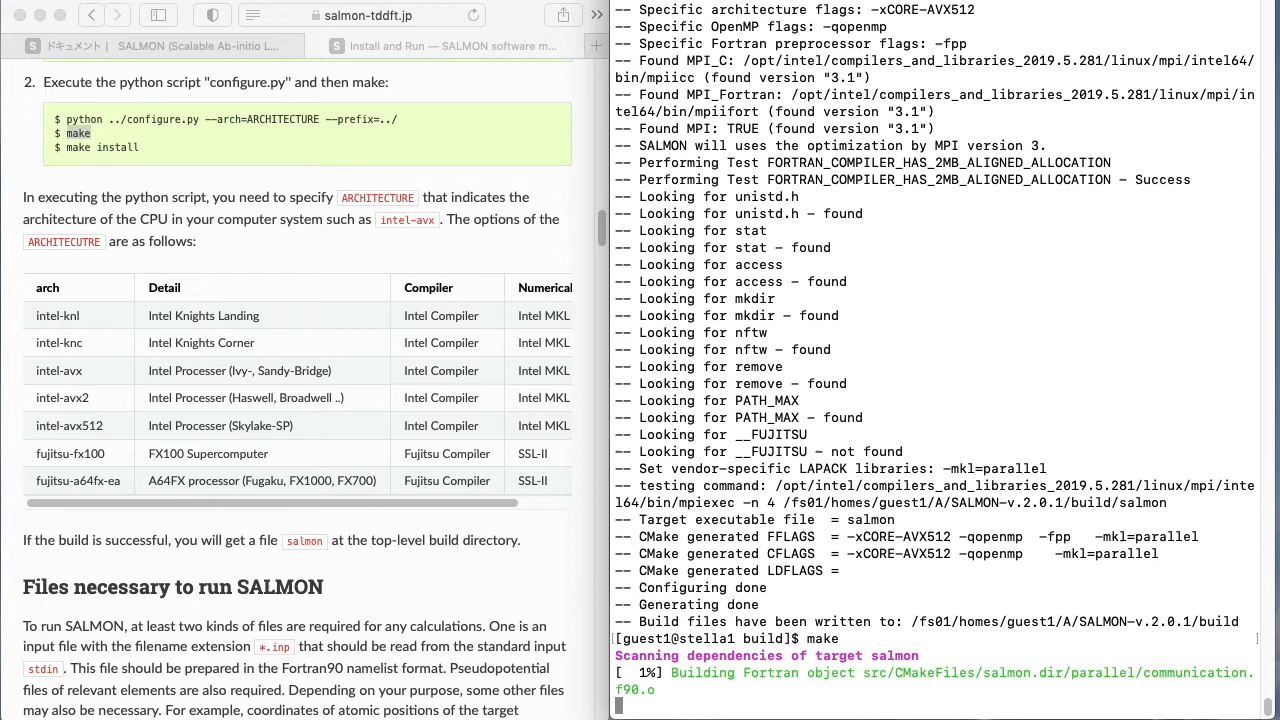 salmon-tddft.jp
S ドキュメント | SALMON (Scalable Ab-initio L...
S Install and Run — SALMON software m...
2. Execute the python script "configure.py" and then make:
$ python ../configure.py --arch=ARCHITECTURE --prefix=../
$ make
$ make install
In executing the python script, you need to specify ARCHITECTURE that indicates the
architecture of the CPU in your computer system such as intel-avx. The options of the
ARCHITECUTRE are as follows:
arch Detail Compiler Numerical
intel-knl Intel Knights Landing Intel Compiler Intel MKL
intel-knc Intel Knights Corner Intel Compiler Intel MKL
intel-avx Intel Processer (Ivy-, Sandy-Bridge) Intel Compiler Intel MKL
intel-avx2 Intel Processer (Haswell, Broadwell ..) Intel Compiler Intel MKL
intel-avx512 Intel Processer (Skylake-SP) Intel Compiler Intel MKL
fujitsu-fx100 FX100 Supercomputer Fujitsu Compiler SSL-II
fujitsu-a64fx-ea A64FX processor (Fugaku, FX1000, FX700) Fujitsu Compiler SSL-II
If the build is successful, you will get a file salmon at the top-level build directory.
Files necessary to run SALMON
To run SALMON, at least two kinds of files are required for any calculations. One is an
input file with the filename extension *.inp that should be read from the standard input
stdin. This file should be prepared in the Fortran90 namelist format. Pseudopotential
files of relevant elements are also required. Depending on your purpose, some other files
may also be necessary. For example, coordinates of atomic positions of the target
-- Specific architecture flags: -xCORE-AVX512
-- Specific OpenMP flags: -qopenmp
-- Specific Fortran preprocessor flags: -fpp
-- Found MPI_C: /opt/intel/compilers_and_libraries_2019.5.281/linux/mpi/intel64/
bin/mpiicc (found version "3.1")
-- Found MPI_Fortran: /opt/intel/compilers_and_libraries_2019.5.281/linux/mpi/in
tel64/bin/mpiifort (found version "3.1")
-- Found MPI: TRUE (found version "3.1")
-- SALMON will uses the optimization by MPI version 3.
-- Performing Test FORTRAN_COMPILER_HAS_2MB_ALIGNED_ALLOCATION
-- Performing Test FORTRAN_COMPILER_HAS_2MB_ALIGNED_ALLOCATION - Success
-- Looking for unistd.h
-- Looking for unistd.h - found
-- Looking for stat
-- Looking for stat - found
-- Looking for access
-- Looking for access - found
-- Looking for mkdir
-- Looking for mkdir - found
-- Looking for nftw
-- Looking for nftw - found
-- Looking for remove
-- Looking for remove - found
-- Looking for PATH_MAX
-- Looking for PATH_MAX - found
-- Looking for __FUJITSU
-- Looking for __FUJITSU - not found
-- Set vendor-specific LAPACK libraries: -mkl=parallel
-- testing command: /opt/intel/compilers_and_libraries_2019.5.281/linux/mpi/inte
l64/bin/mpiexec -n 4 /fs01/homes/guest1/A/SALMON-v.2.0.1/build/salmon
-- Target executable file = salmon
-- CMake generated FFLAGS = -xCORE-AVX512 -qopenmp -fpp -mkl=parallel
-- CMake generated CFLAGS = -xCORE-AVX512 -qopenmp -mkl=parallel
-- CMake generated LDFLAGS =
-- Configuring done
-- Generating done
-- Build files have been written to: /fs01/homes/guest1/A/SALMON-v.2.0.1/build
[[guest1@stella1 build]$ make ]
Scanning dependencies of target salmon
[ 1%] Building Fortran object src/CMakeFiles/salmon.dir/parallel/communication.
f90.o